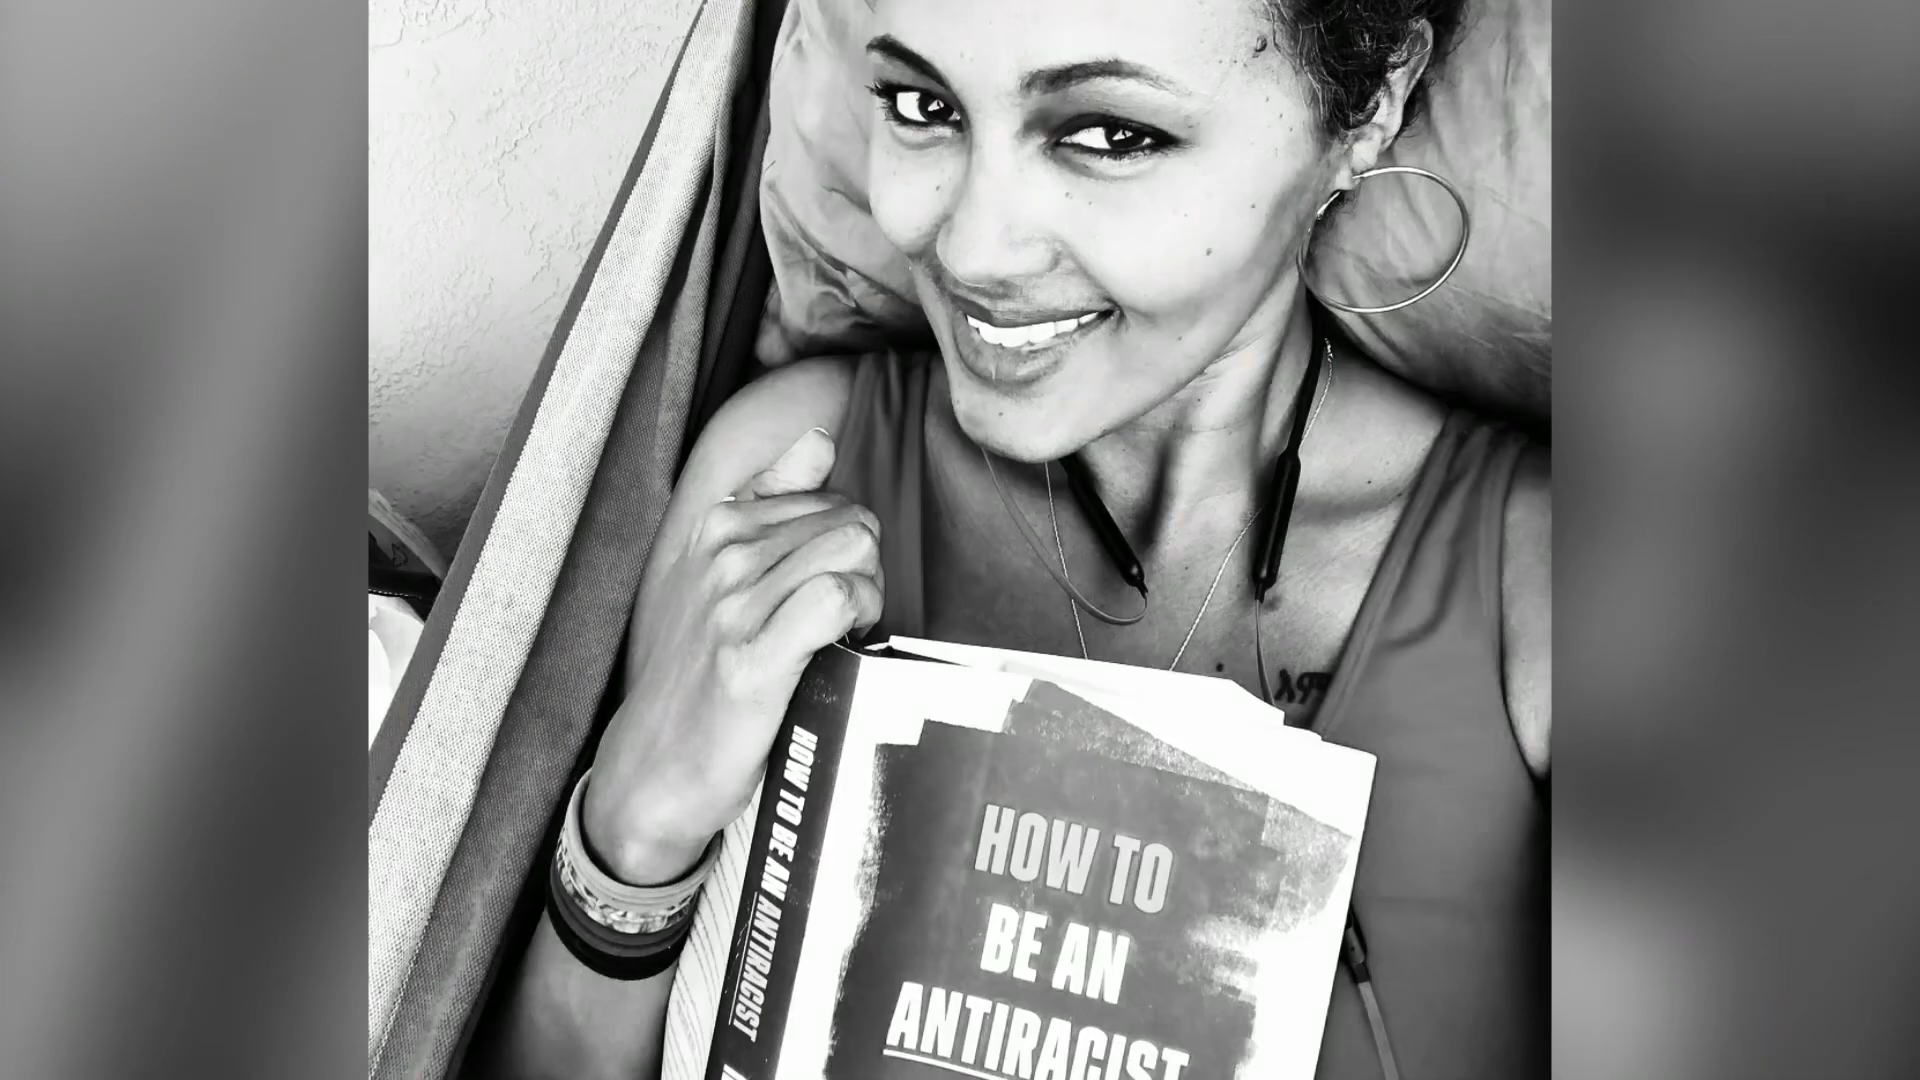 HOW TO
BE AN
ANTIRACIST
HOW TO BE AN ANTIRACIST